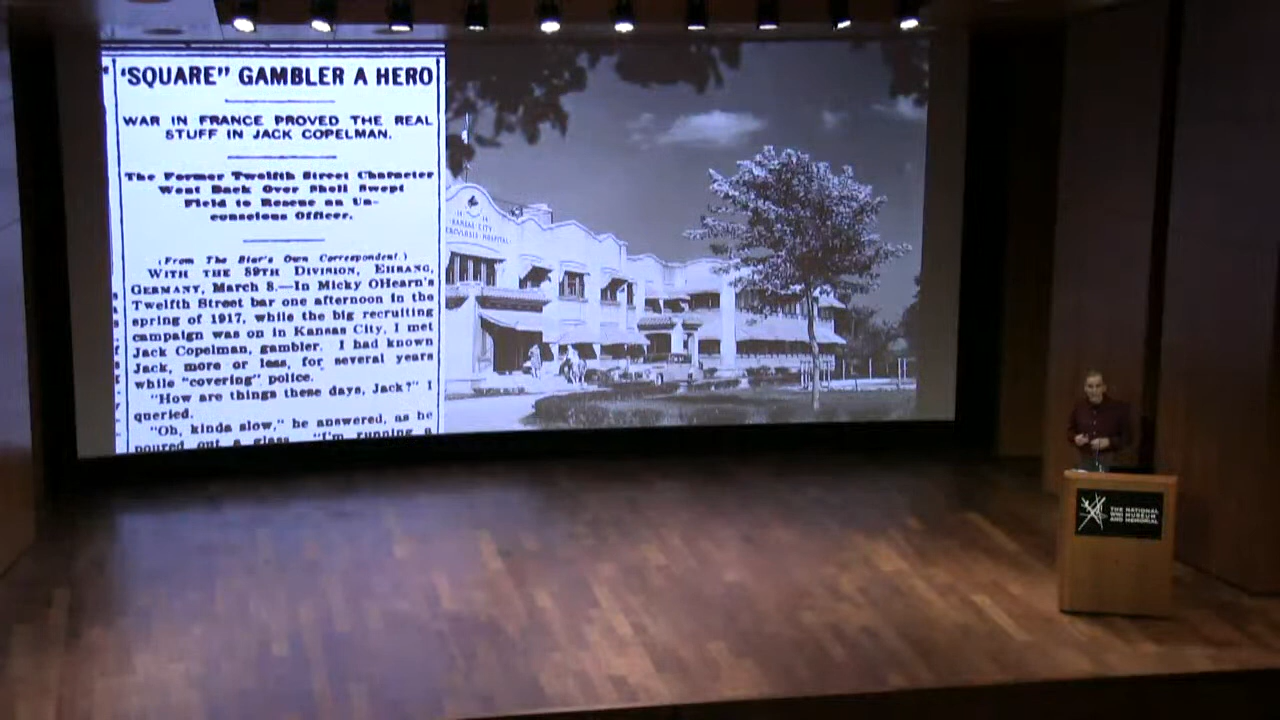 'SQUARE" GAMBLER A HERO
WAR IN FRANCE PROVED THE REAL
STUFF IN JACK COPELMAN.
The Former Twelfth Street Character
Went Back Over Shell Swept
Field to Rescue an Un-
conscious Officer.
(From The Star's Own Correspondent.)
WITH THE 89TH DIVISION, EHRANG,
GERMANY, March 8.—In Micky OHearn's
Twelfth Street bar one afternoon in the
spring of 1917, while the big recruiting
campaign was on in Kansas City, I met
Jack Copelman, gambler. I had known
Jack, more or less, for several years
while "covering" police.
"How are things these days, Jack?" I
queried.
"Oh, kinda slow," he answered, as he
poured out a glass. "I'm running a
KANSAS CITY
TUBERCULOSIS HOSPITAL
THE NATIONAL
WWI MUSEUM
AND MEMORIAL